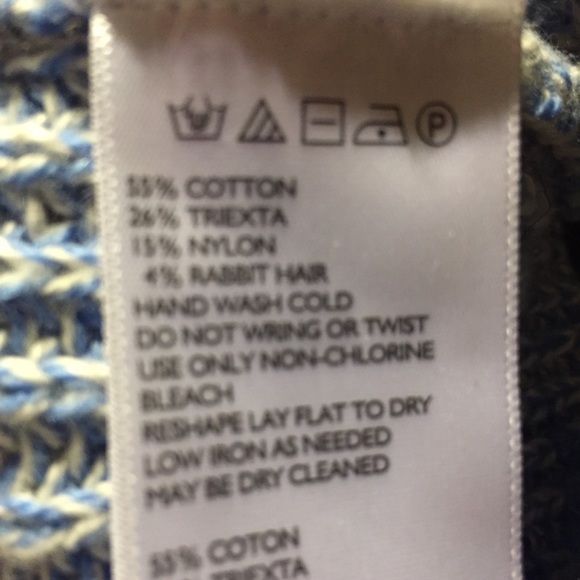 P
55% COTTON
26% TRIEXTA
15% NYLON
4% RABBIT HAIR
HAND WASH COLD
DO NOT WRING OR TWIST
USE ONLY NON-CHLORINE
BLEACH
RESHAPE LAY FLAT TO DRY
LOW IRON AS NEEDED
MAY BE DRY CLEANED
55% COTON
TRIEXTA